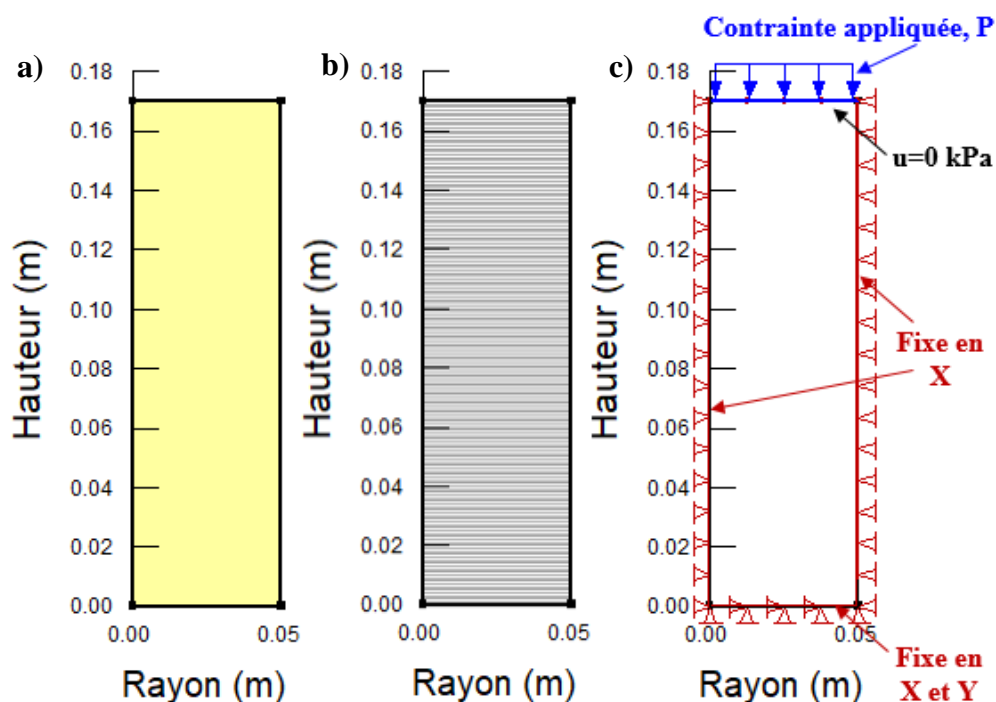 a)
0.18
0.16
0.14
0.12
0.10
0.08
0.06
0.04
0.02
0.00
0.00 0.05
Hauteur (m)
Rayon (m)
b)
0.18
0.16
0.14
0.12
0.10
0.08
0.06
0.04
0.02
0.00
0.00 0.05
Hauteur (m)
Rayon (m)
Contrainte appliquée, P
c)
0.18
0.16
0.14
0.12
0.10
0.08
0.06
0.04
0.02
0.00
0.00 0.05
Hauteur (m)
Rayon (m)
u=0 kPa
Fixe en
X
Fixe en
X et Y